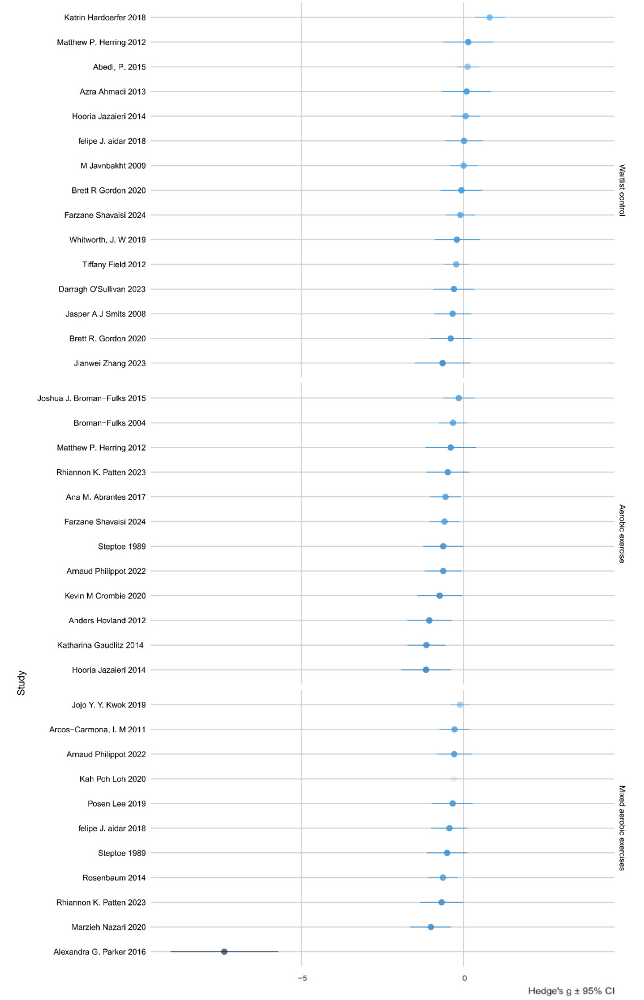 Katrin Hardoerfer 2018
Matthew P. Herring 2012
Abedi, P. 2015
Azra Ahmadi 2013
Hooria Jazaieri 2014
felipe J. aidar 2018
M Javnbakht 2009
Brett R Gordon 2020
Farzane Shavaisi 2024
Whitworth, J. W 2019
Tiffany Field 2012
Darragh O'Sullivan 2023
Jasper A J Smits 2008
Brett R. Gordon 2020
Jianwei Zhang 2023
Waitlist control
Joshua J. Broman−Fulks 2015
Broman−Fulks 2004
Matthew P. Herring 2012
Rhiannon K. Patten 2023
Ana M. Abrantes 2017
Farzane Shavaisi 2024
Steptoe 1989
Arnaud Philippot 2022
Kevin M Crombie 2020
Anders Hovland 2012
Katharina Gaudlitz 2014
Hooria Jazaieri 2014
Aerobic exercise
Study
Jojo Y. Y. Kwok 2019
Arcos−Carmona, I. M 2011
Arnaud Philippot 2022
Kah Poh Loh 2020
Posen Lee 2019
felipe J. aidar 2018
Steptoe 1989
Rosenbaum 2014
Rhiannon K. Patten 2023
Marzieh Nazari 2020
Alexandra G. Parker 2016
Mixed aerobic exercises
−5 0
Hedge's g ± 95% CI